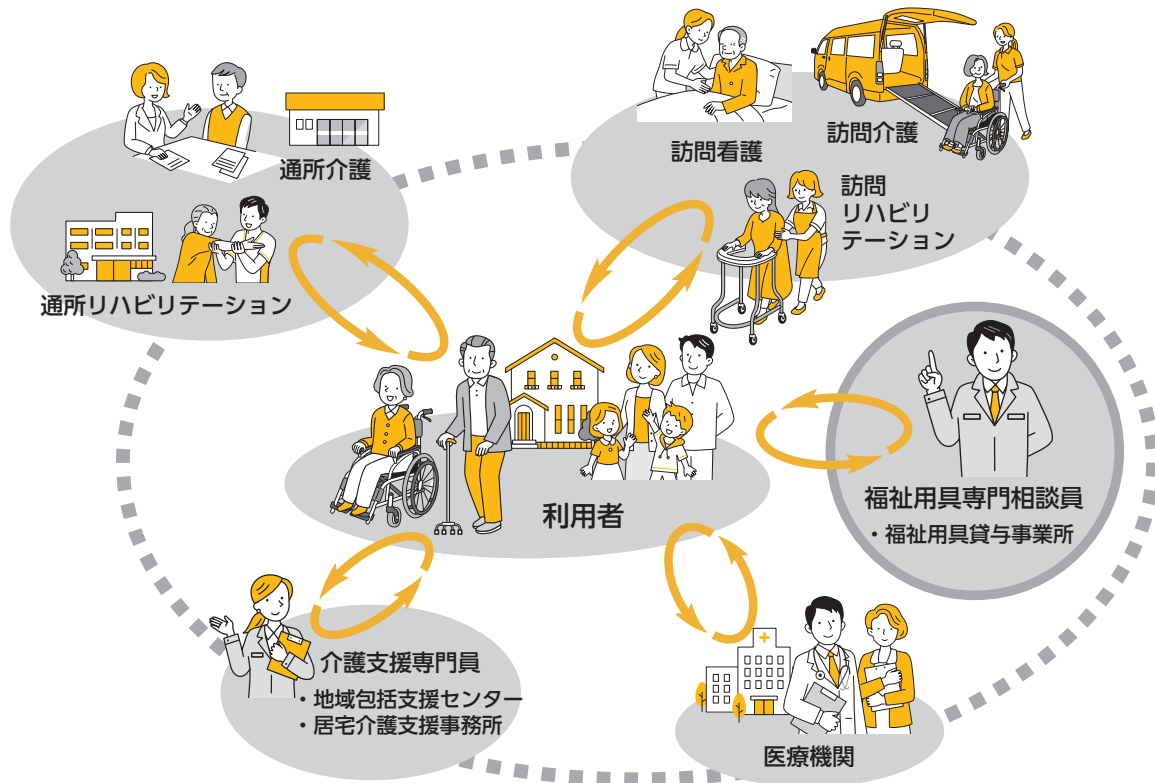 通所介護
通所リハビリテーション
訪問看護
訪問介護
訪問
リハビリ
テーション
利用者
福祉用具専門相談員
・福祉用具貸与事業所
介護支援専門員
・地域包括支援センター
・居宅介護支援事務所
医療機関